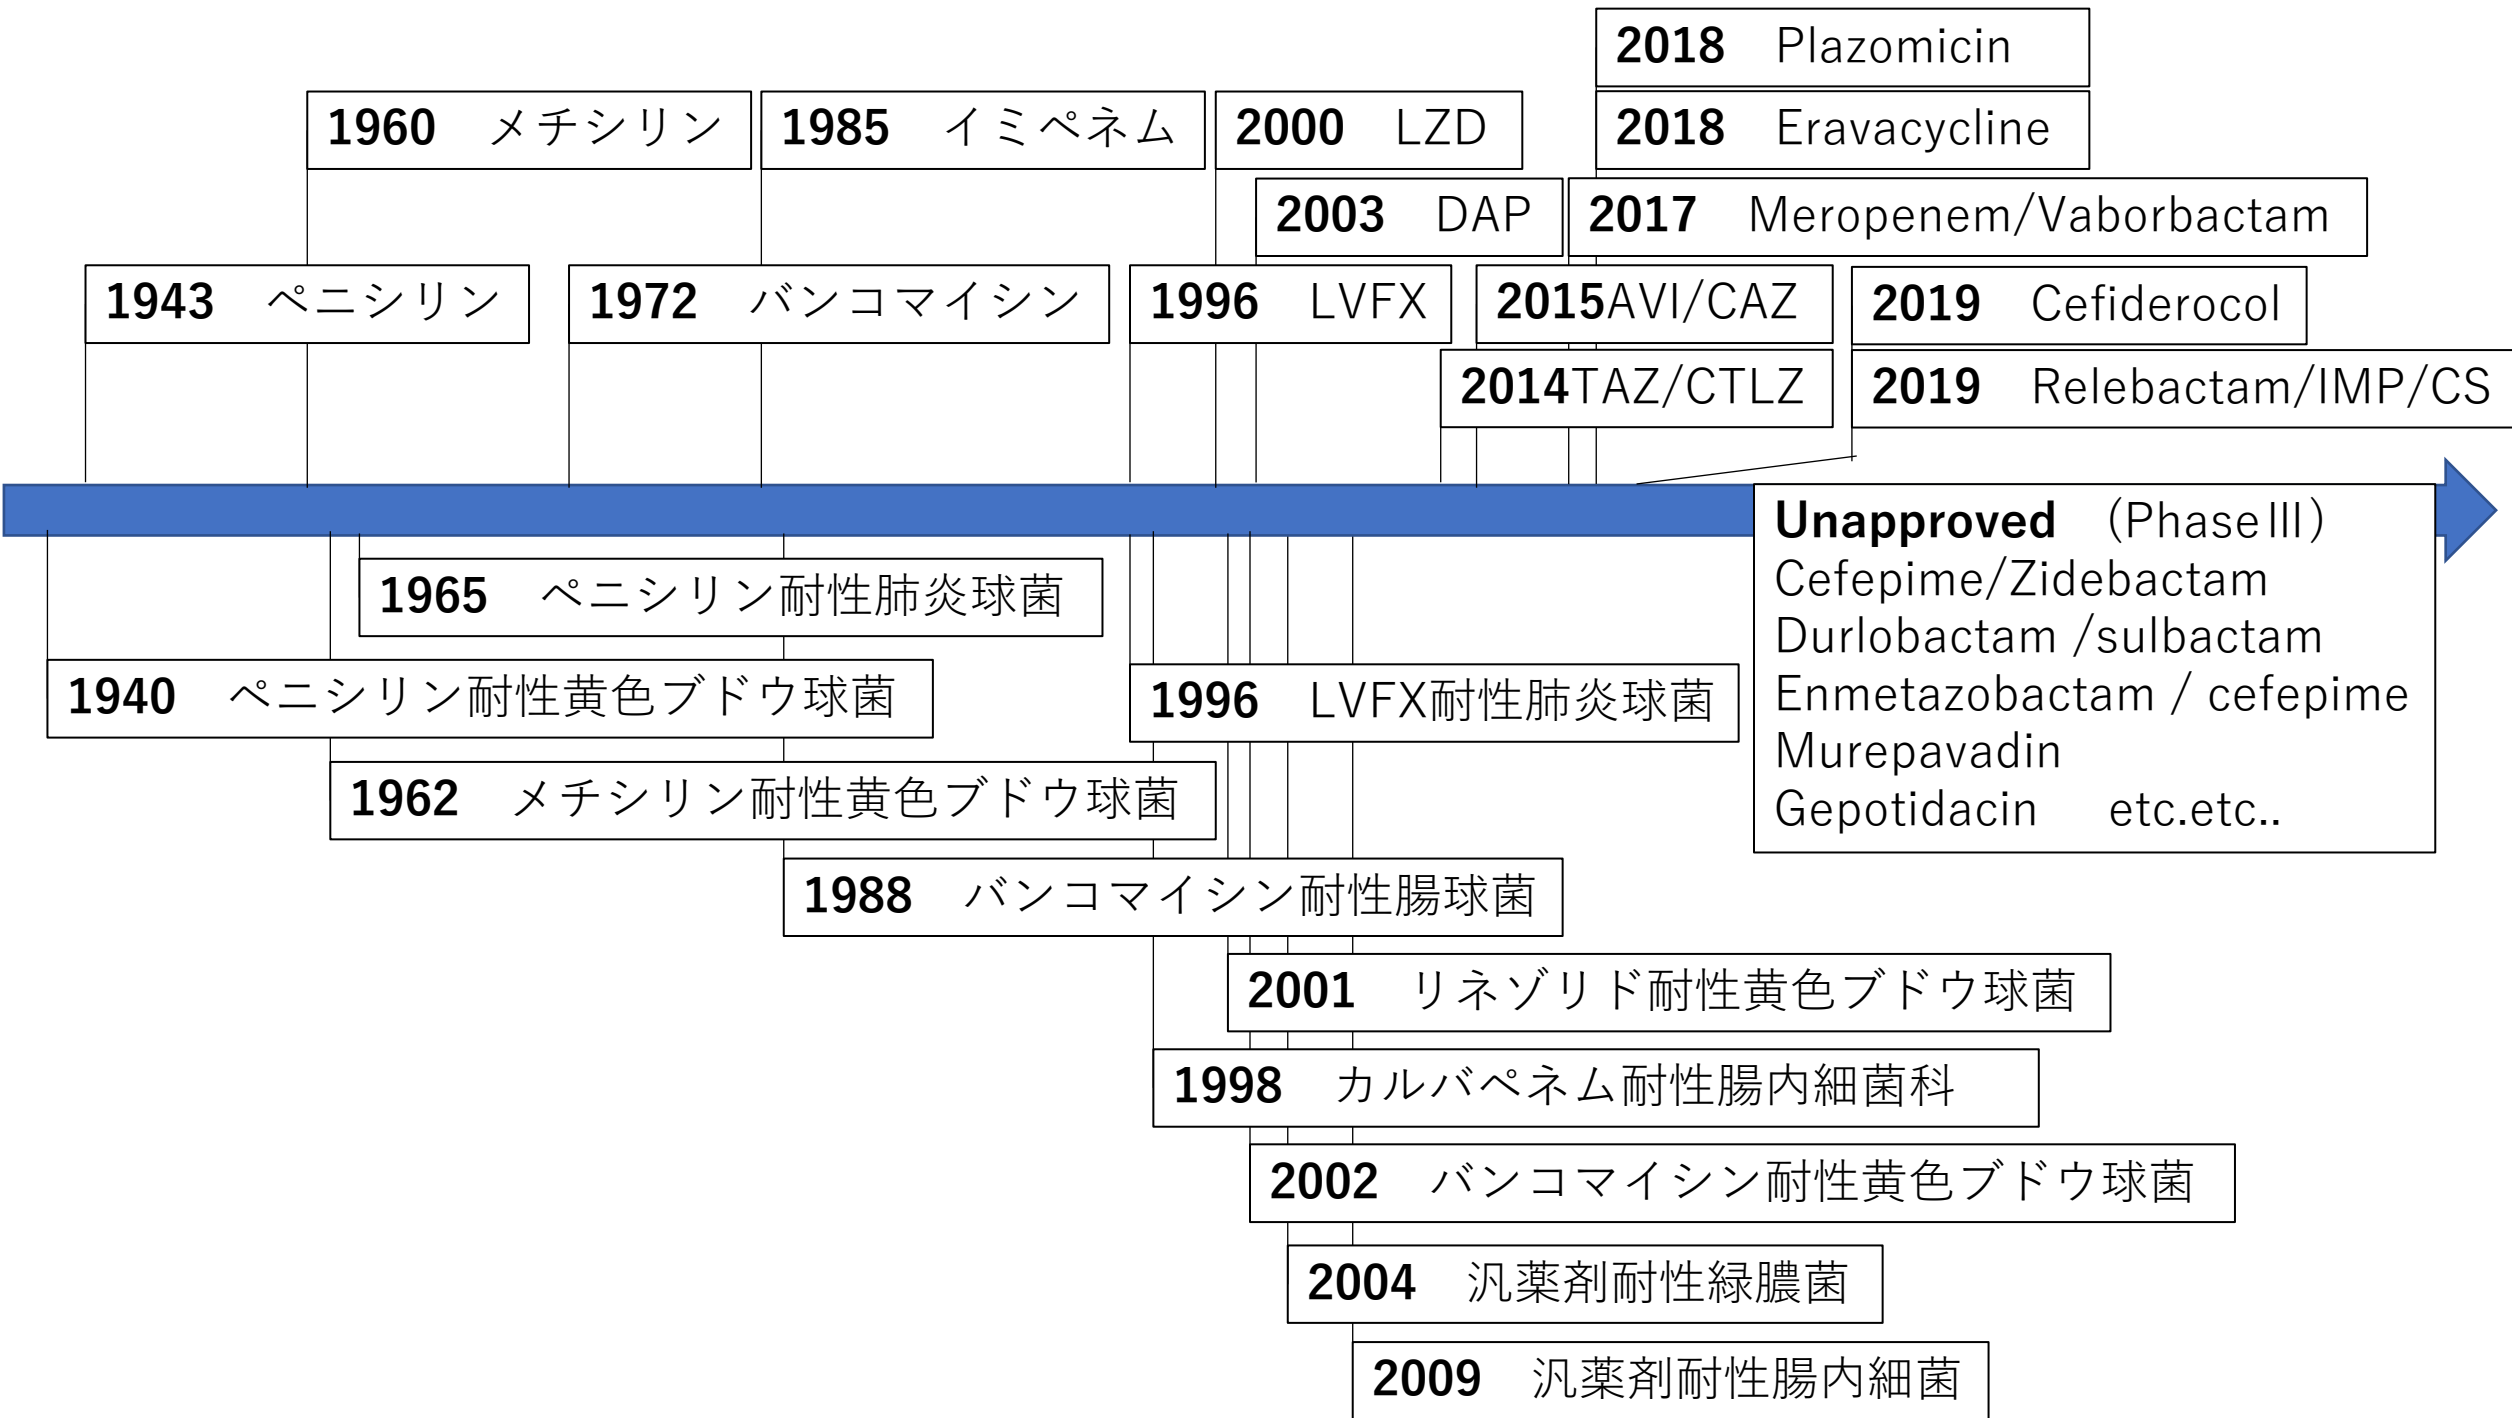 2018　Plazomicin
1960　メチシリン
1985　イミペネム
2000　LZD
2018　Eravacycline
2003　DAP
2017　Meropenem/Vaborbactam
1943　ペニシリン
1972　バンコマイシン
1996　LVFX
2015AVI/CAZ
2019　Cefiderocol
2014TAZ/CTLZ
2019　Relebactam/IMP/CS
Unapproved　(PhaseⅢ)
Cefepime/Zidebactam
Durlobactam /sulbactam
Enmetazobactam / cefepime
Murepavadin
Gepotidacin　etc.etc..
1965　ペニシリン耐性肺炎球菌
1940　ペニシリン耐性黄色ブドウ球菌
1996　LVFX耐性肺炎球菌
1962　メチシリン耐性黄色ブドウ球菌
1988　バンコマイシン耐性腸球菌
2001　リネゾリド耐性黄色ブドウ球菌
1998　カルバペネム耐性腸内細菌科
2002　バンコマイシン耐性黄色ブドウ球菌
2004　汎薬剤耐性緑膿菌
2009　汎薬剤耐性腸内細菌